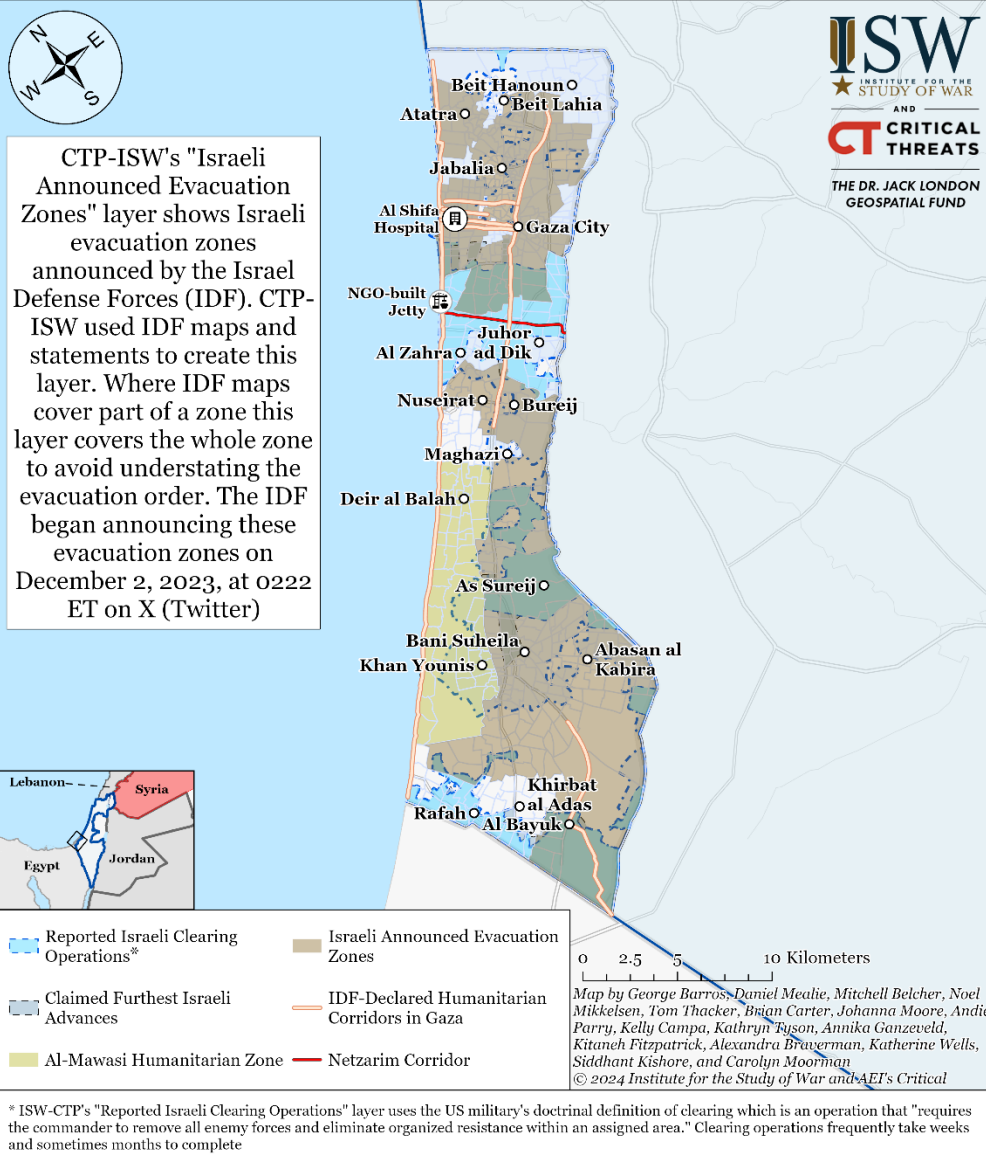 N
E
W
S
ISW
INSTITUTE FOR THE
STUDY OF WAR
AND
CT CRITICAL
THREATS
THE DR. JACK LONDON
GEOSPATIAL FUND
CTP-ISW's "Israeli
Announced Evacuation
Zones" layer shows Israeli
evacuation zones
announced by the Israel
Defense Forces (IDF). CTP-
ISW used IDF maps and
statements to create this
layer. Where IDF maps
cover part of a zone this
layer covers the whole zone
to avoid understating the
evacuation order. The IDF
began announcing these
evacuation zones on
December 2, 2023, at 0222
ET on X (Twitter)
Beit Hanoun
Beit Lahia
Atatra
Jabalia
Al Shifa
Hospital
Gaza City
NGO-built
Jetty
Juhor
ad Dik
Al Zahra
Nuseirat
Bureij
Maghazi
Deir al Balah
As Sureij
Bani Suheila
Abasan al
Kabira
Khan Younis
Khirbat
al Adas
Rafah
Al Bayuk
Lebanon
Syria
Egypt
Jordan
Reported Israeli Clearing
Operations*
Claimed Furthest Israeli
Advances
Al-Mawasi Humanitarian Zone
Israeli Announced Evacuation
Zones
IDF-Declared Humanitarian
Corridors in Gaza
Netzarim Corridor
0 2.5 5 10 Kilometers
Map by George Barros, Daniel Mealie, Mitchell Belcher, Noel
Mikkelsen, Tom Thacker, Brian Carter, Johanna Moore, Andie
Parry, Kelly Campa, Kathryn Tyson, Annika Ganzeveld,
Kitaneh Fitzpatrick, Alexandra Braverman, Katherine Wells,
Siddhant Kishore, and Carolyn Moorman
© 2024 Institute for the Study of War and AEI's Critical
* ISW-CTP's "Reported Israeli Clearing Operations" layer uses the US military's doctrinal definition of clearing which is an operation that "requires
the commander to remove all enemy forces and eliminate organized resistance within an assigned area." Clearing operations frequently take weeks
and sometimes months to complete